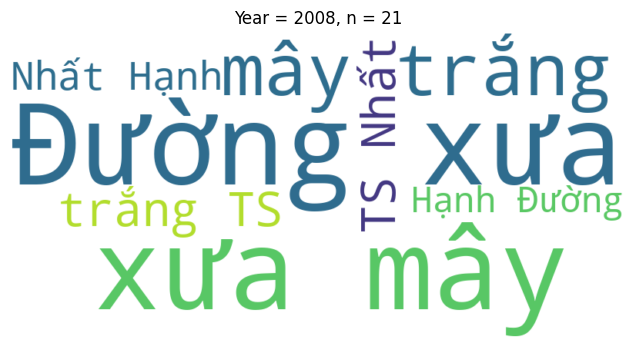 Year = 2008, n = 21
Nhất Hạnh mây TS Nhất trắng
Đường xưa
trắng TS Hạnh Đường
xưa mây